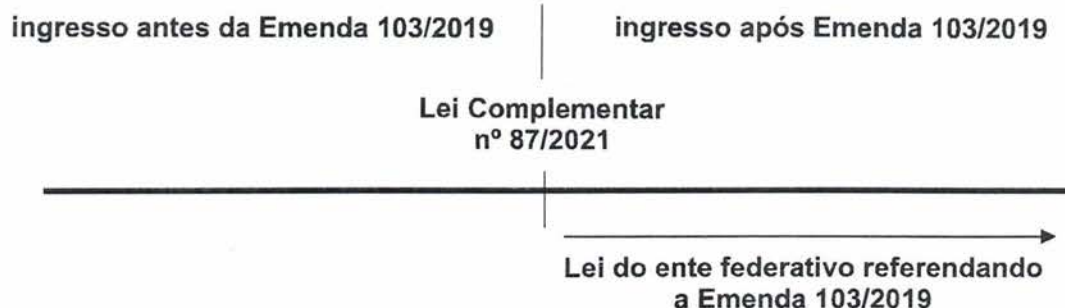 ingresso antes da Emenda 103/2019
ingresso após Emenda 103/2019
Lei Complementar
nº 87/2021
Lei do ente federativo referendando
a Emenda 103/2019